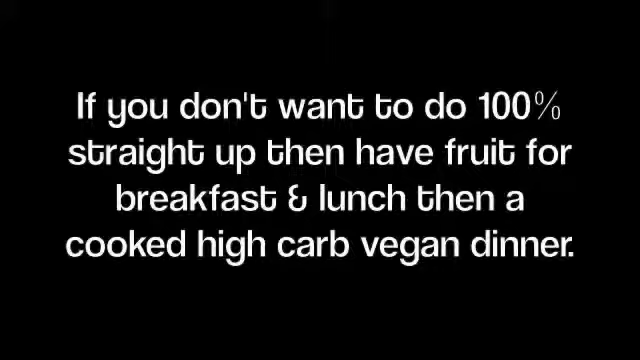 If you don't want to do 100%
straight up then have fruit for
breakfast & lunch then a
cooked high carb vegan dinner.